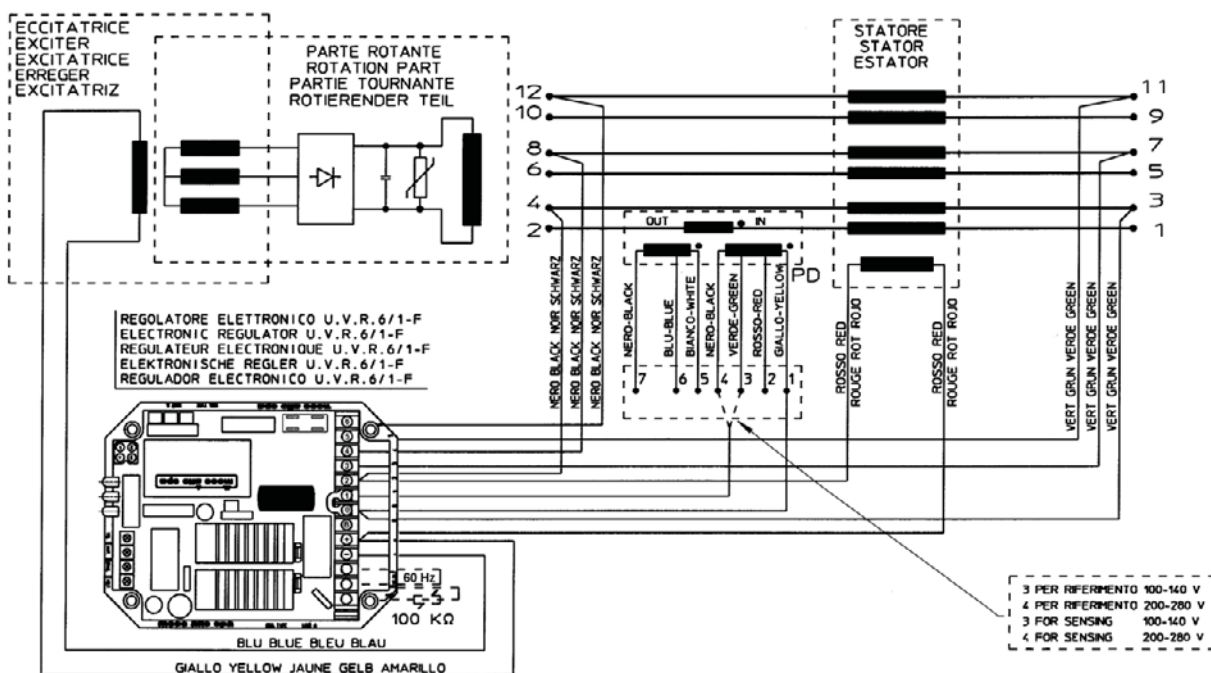 ECCITATRICE
EXCITER
EXCITATRICE
ERREGER
EXCITATRIZ
PARTE ROTANTE
ROTATION PART
PARTIE TOURNANTE
ROTIERENDER TEIL
STATORE
STATOR
ESTATOR
12
10
8
6
4
2
11
9
7
5
3
1
OUT
IN
PD
NERO BLACK NOIR SCHWARZ
NERO BLACK NOIR SCHWARZ
NERO BLACK NOIR SCHWARZ
NERO-BLACK
BLU-BLUE
BIANCO-WHITE
NERO-BLACK
VERDE-GREEN
ROSSO-RED
GIALLO-YELLOW
7 6 5 4 3 2 1
ROSSO RED
ROUGE ROT ROJO
ROSSO RED
ROUGE ROT ROJO
VERT GRUN VERDE GREEN
VERT GRUN VERDE GREEN
VERT GRUN VERDE GREEN
REGOLATORE ELETTRONICO U.V.R.6/1-F
ELECTRONIC REGULATOR U.V.R.6/1-F
REGULATEUR ELECTRONIQUE U.V.R.6/1-F
ELEKTRONISCHE REGLER U.V.R.6/1-F
REGULADOR ELECTRONICO U.V.R.6/1-F
60 Hz
100 KΩ
BLU BLUE BLEU BLAU
GIALLO YELLOW JAUNE GELB AMARILLO
3 PER RIFERIMENTO 100-140 V
4 PER RIFERIMENTO 200-280 V
3 FOR SENSING 100-140 V
4 FOR SENSING 200-280 V